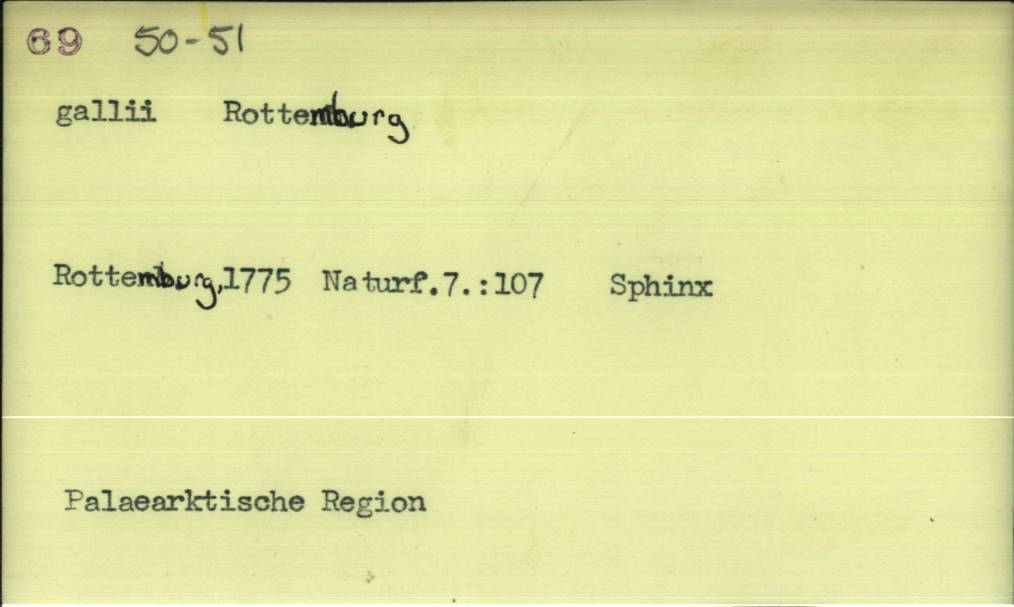 69 50-51
gallii Rottemburg
Rottemburg,1775 Naturf.7.:107 Sphinx
Palaearktische Region